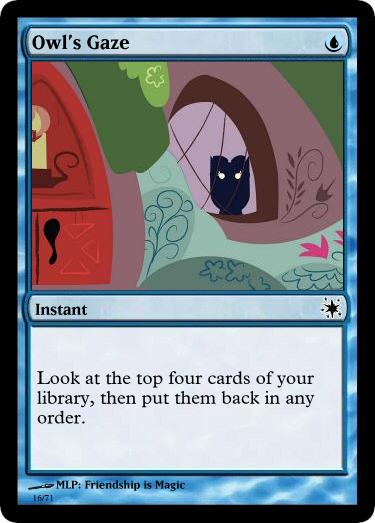 Owl's Gaze
Instant
Look at the top four cards of your
library, then put them back in any
order.
MLP: Friendship is Magic
16/71